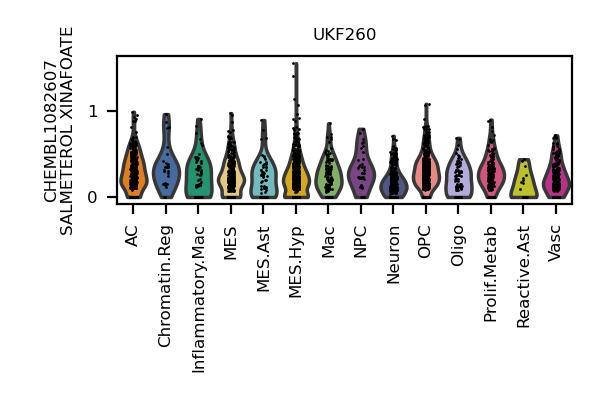 UKF260
CHEMBL1082607
SALMETEROL XINAFOATE
1
0
AC
Chromatin.Reg
Inflammatory.Mac
MES
MES.Ast
MES.Hyp
Mac
NPC
Neuron
OPC
Oligo
Prolif.Metab
Reactive.Ast
Vasc